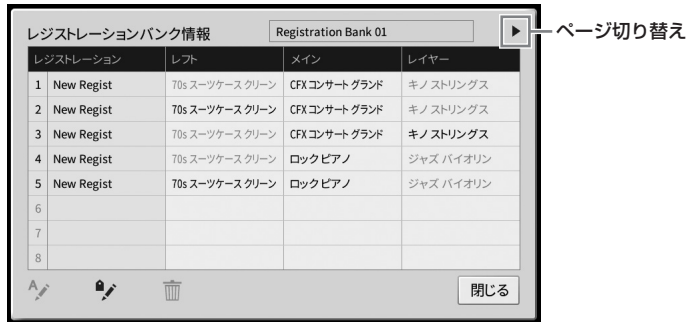 レジストレーションバンク情報 Registration Bank 01 ページ切り替え
レジストレーション レフト メイン レイヤー
1 New Regist 70s スーツケース クリーン CFX コンサート グランド キノ ストリングス
2 New Regist 70s スーツケース クリーン CFX コンサート グランド キノ ストリングス
3 New Regist 70s スーツケース クリーン CFX コンサート グランド キノ ストリングス
4 New Regist 70s スーツケース クリーン ロック ピアノ ジャズ バイオリン
5 New Regist 70s スーツケース クリーン ロック ピアノ ジャズ バイオリン
6
7
8
A 閉じる